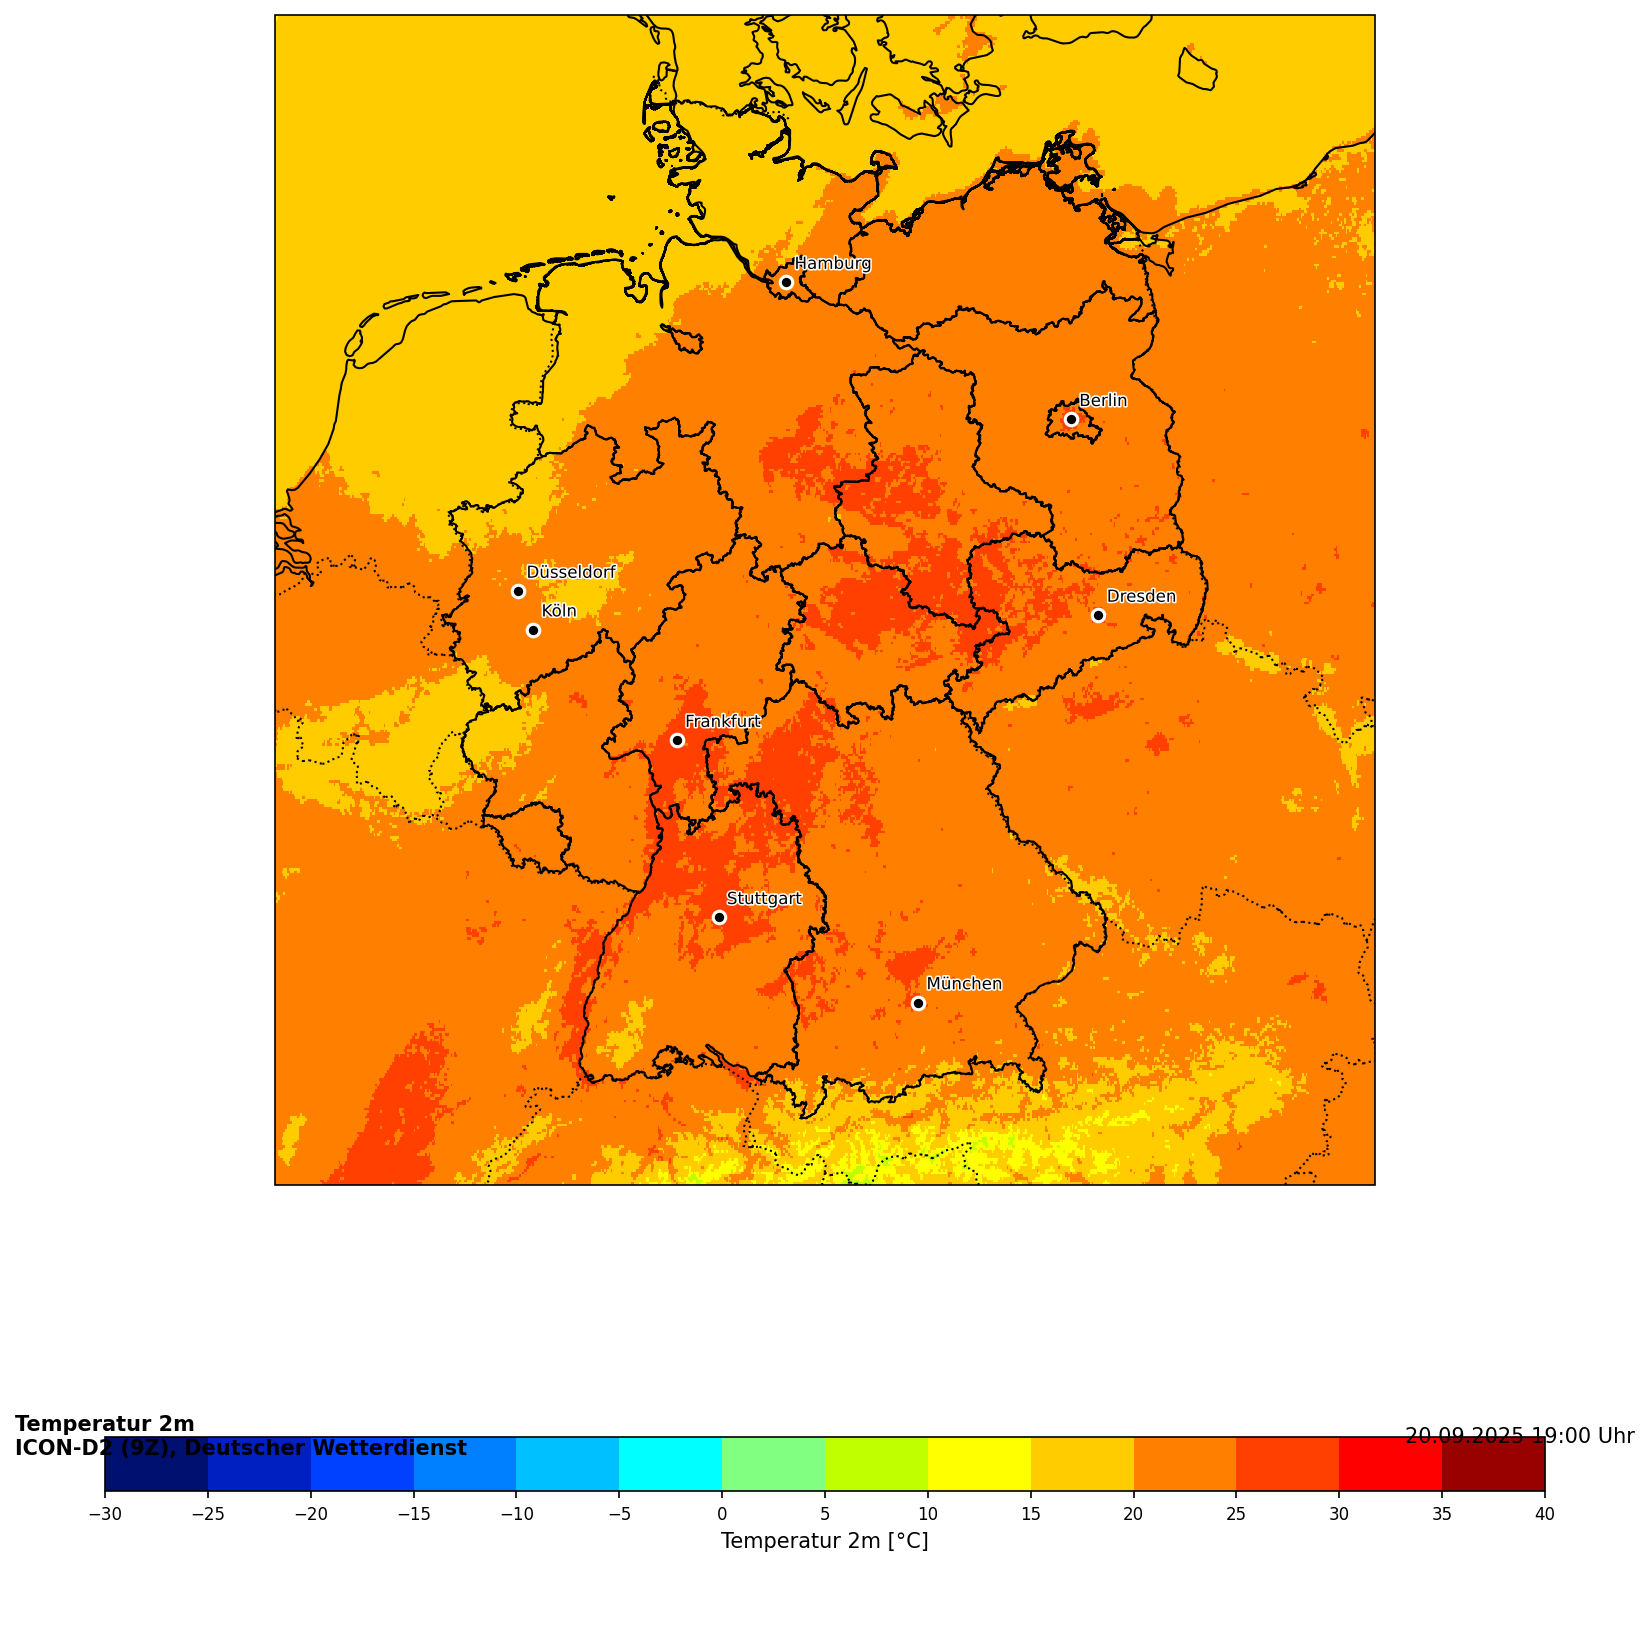 Hamburg
Berlin
Düsseldorf
Köln
Dresden
Frankfurt
Stuttgart
München
Temperatur 2m
ICON-D2 (9Z), Deutscher Wetterdienst
20.09.2025 19:00 Uhr
−30 −25 −20 −15 −10 −5 0 5 10 15 20 25 30 35 40
Temperatur 2m [°C]